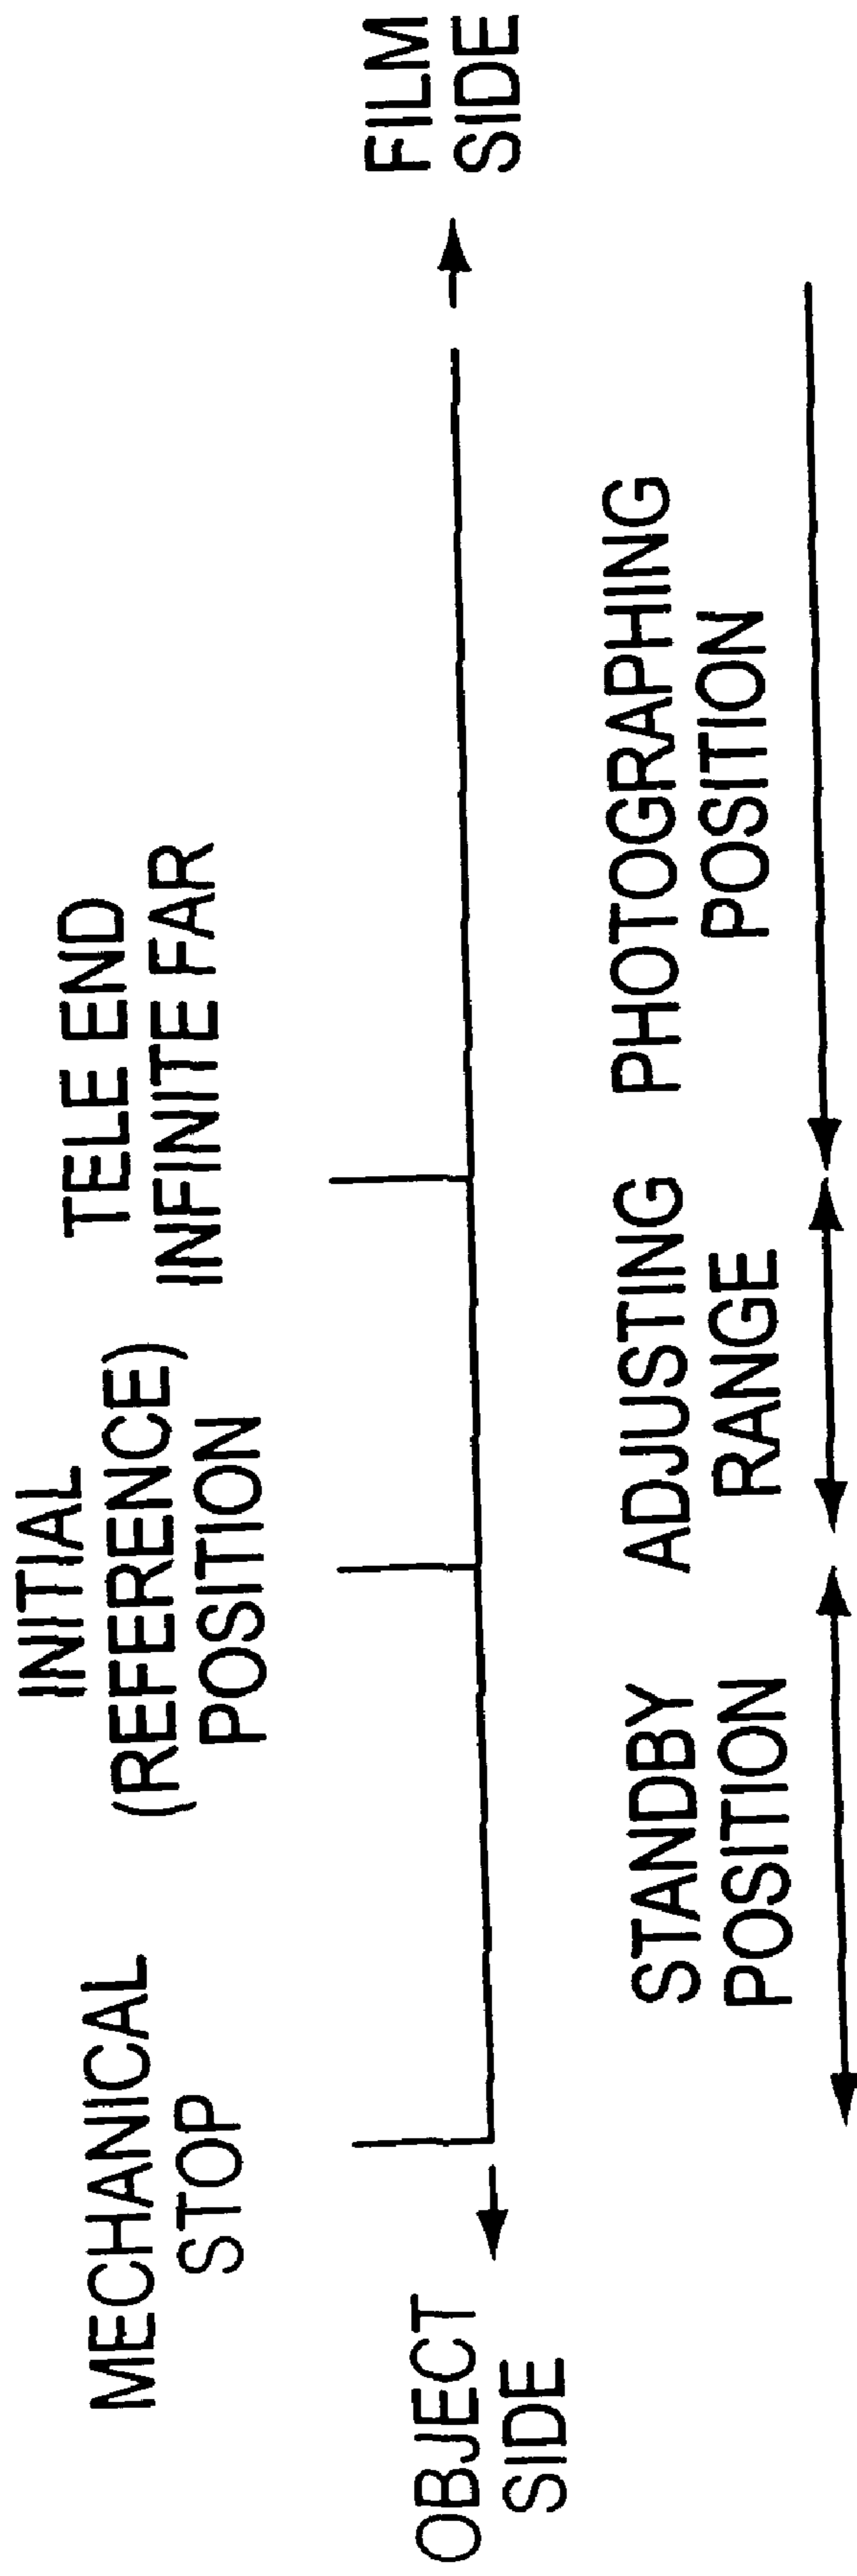 MECHANICAL
STOP
INITIAL
(REFERENCE)
POSITION
TELE END
INFINITE FAR
OBJECT
SIDE
FILM
SIDE
STANDBY
POSITION
ADJUSTING
RANGE
PHOTOGRAPHING
POSITION